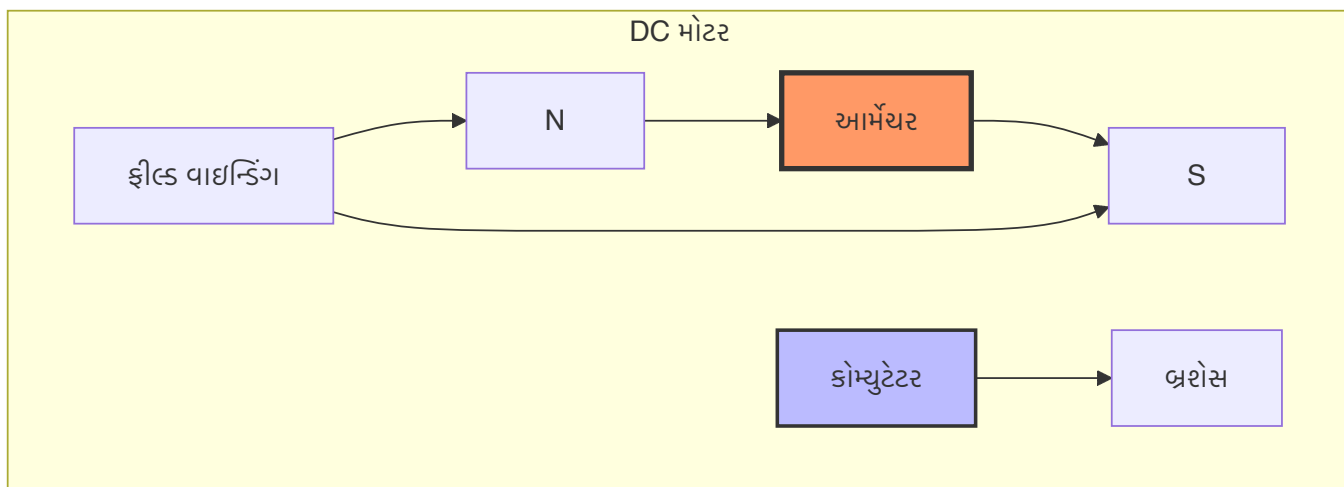 DC મોટર
N
આર્મેચર
ફીલ્ડ વાઇન્ડિંગ
S
કોમ્યુટેટર
બ્રશેસ